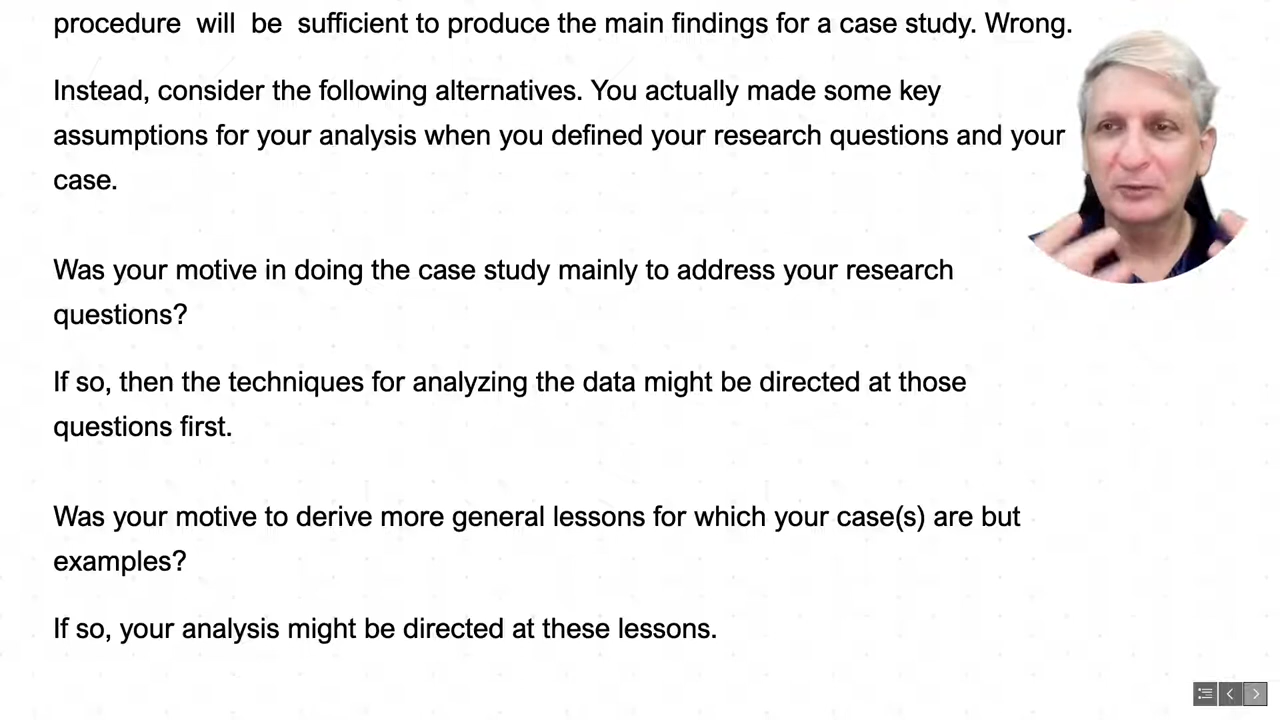 procedure will be sufficient to produce the main findings for a case study. Wrong.
Instead, consider the following alternatives. You actually made some key
assumptions for your analysis when you defined your research questions and your
case.
Was your motive in doing the case study mainly to address your research
questions?
If so, then the techniques for analyzing the data might be directed at those
questions first.
Was your motive to derive more general lessons for which your case(s) are but
examples?
If so, your analysis might be directed at these lessons.